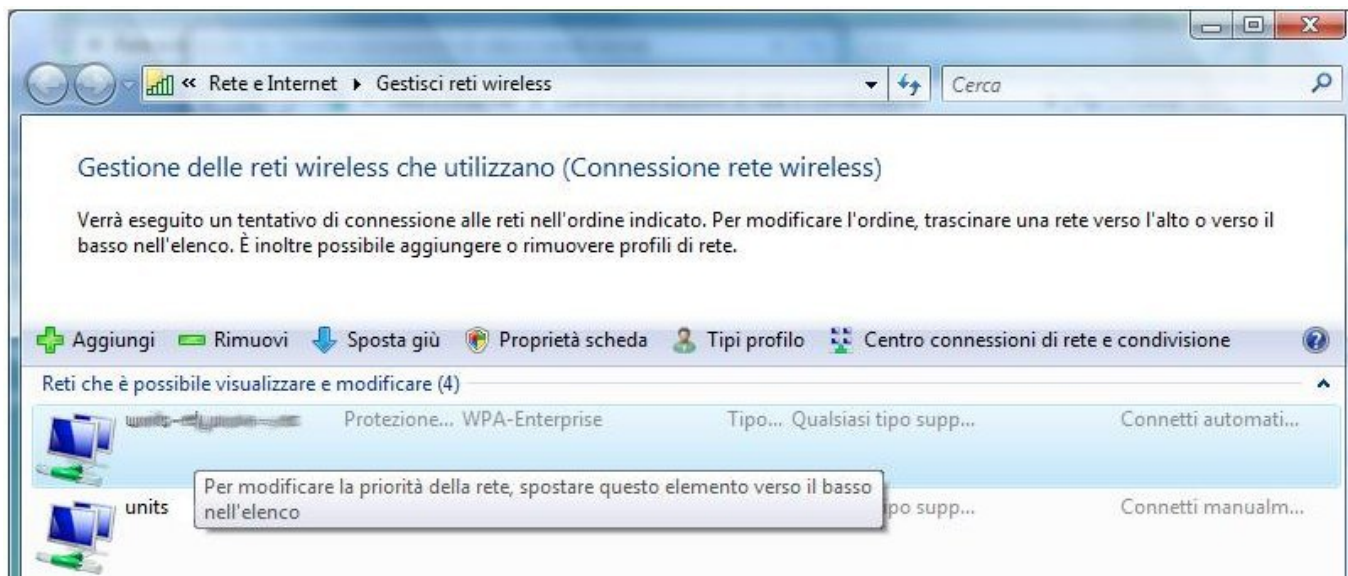 « Rete e Internet ▸ Gestisci reti wireless
Cerca
Gestione delle reti wireless che utilizzano (Connessione rete wireless)
Verrà eseguito un tentativo di connessione alle reti nell'ordine indicato. Per modificare l'ordine, trascinare una rete verso l'alto o verso il
basso nell'elenco. È inoltre possibile aggiungere o rimuovere profili di rete.
Aggiungi Rimuovi Sposta giù Proprietà scheda Tipi profilo Centro connessioni di rete e condivisione
Reti che è possibile visualizzare e modificare (4)
Protezione... WPA-Enterprise Tipo... Qualsiasi tipo supp... Connetti automati...
Per modificare la priorità della rete, spostare questo elemento verso il basso
nell'elenco
units po supp... Connetti manualm...